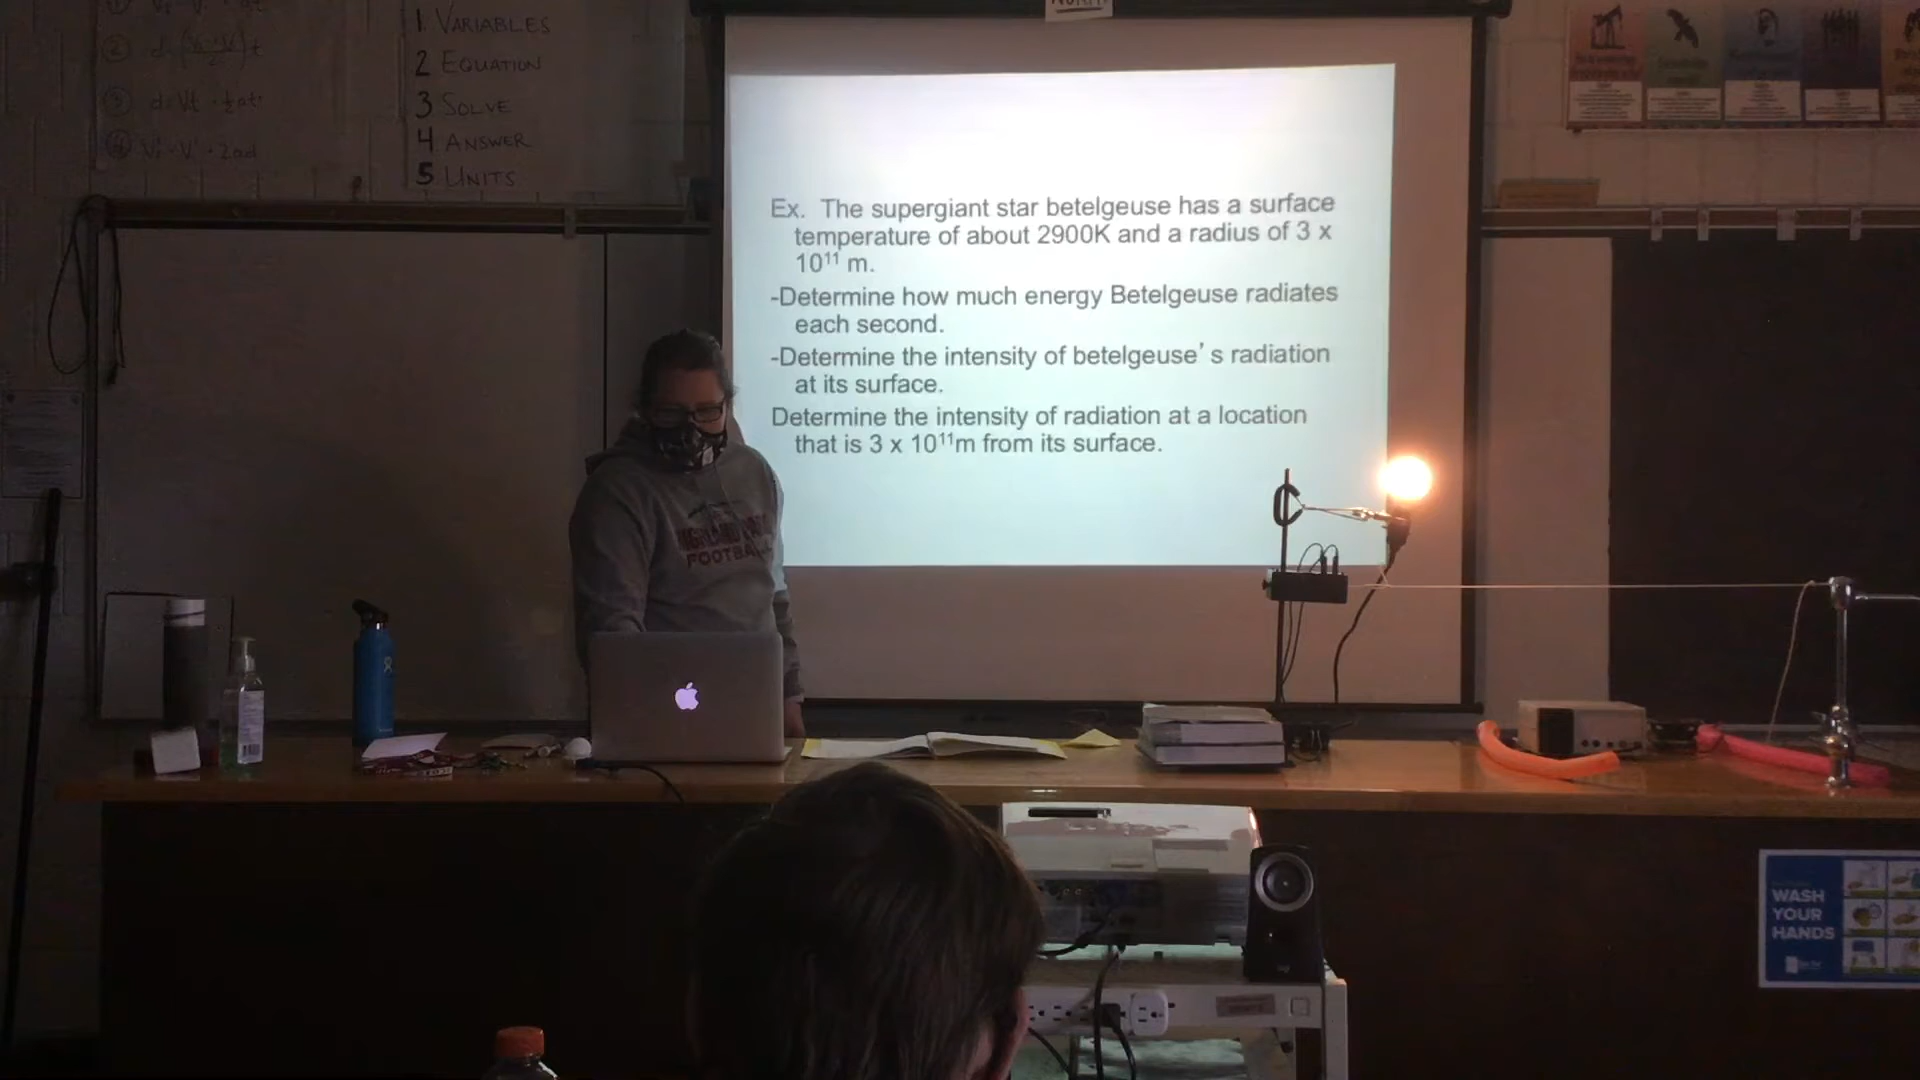 1. VARIABLES
2 EQUATION
3 SOLVE
4 ANSWER
5 UNITS
Ex. The supergiant star betelgeuse has a surface
temperature of about 2900K and a radius of 3 x
10¹¹ m.
-Determine how much energy Betelgeuse radiates
each second.
-Determine the intensity of betelgeuse's radiation
at its surface.
Determine the intensity of radiation at a location
that is 3 x 10¹¹m from its surface.
FOOTBALL
WASH
YOUR
HANDS